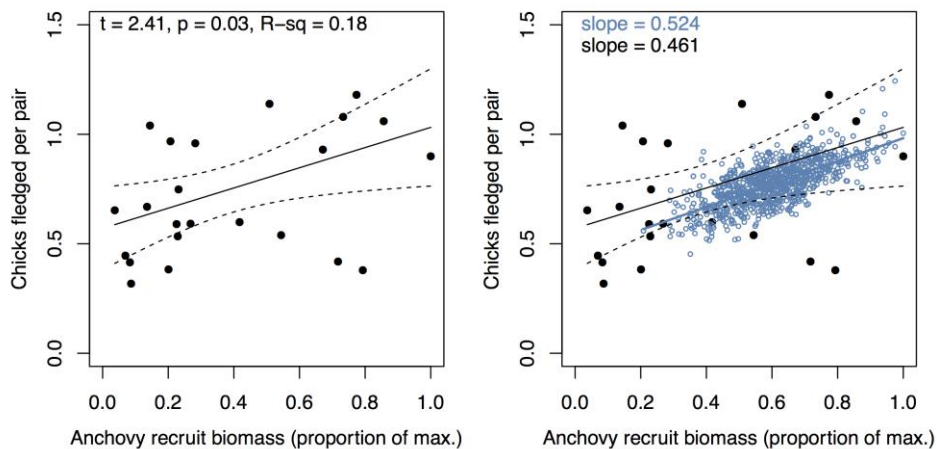 t = 2.41, p = 0.03, R−sq = 0.18
Chicks fledged per pair
1.5
1.0
0.5
0.0
0.0 0.2 0.4 0.6 0.8 1.0
Anchovy recruit biomass (proportion of max.)
slope = 0.524
slope = 0.461
Chicks fledged per pair
1.5
1.0
0.5
0.0
0.0 0.2 0.4 0.6 0.8 1.0
Anchovy recruit biomass (proportion of max.)